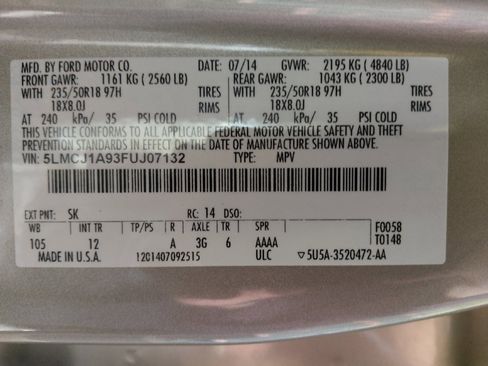 MFD. BY FORD MOTOR CO. DATE: 07/14 GVWR: 2195 KG ( 4840 LB)
FRONT GAWR: 1161 KG ( 2560 LB) REAR GAWR: 1043 KG ( 2300 LB)
WITH 235/50R18 97H TIRES WITH 235/50R18 97H TIRES
18X8.0J RIMS 18X8.0J RIMS
AT 240 kPa/ 35 PSI COLD AT 240 kPa/ 35 PSI COLD
THIS VEHICLE CONFORMS TO ALL APPLICABLE FEDERAL MOTOR VEHICLE SAFETY AND THEFT
PREVENTION STANDARDS IN EFFECT ON THE DATE OF MANUFACTURE SHOWN ABOVE.
VIN: 5LMCJ1A93FUJ07132 TYPE: MPV
EXT PNT: SK RC: 14 DSO:
WB INT TR TP/PS R AXLE TR SPR F0058
105 12 A 3G 6 AAAA T0148
MADE IN U.S.A. 1201407092515 ULC ▽5U5A-3520472-AA